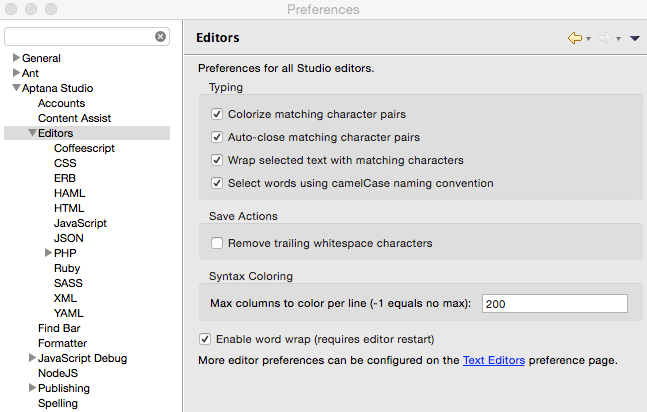 Preferences
General
Ant
Aptana Studio
Accounts
Content Assist
Editors
Coffeescript
CSS
ERB
HAML
HTML
JavaScript
JSON
PHP
Ruby
SASS
XML
YAML
Find Bar
Formatter
JavaScript Debug
NodeJS
Publishing
Spelling
Editors
Preferences for all Studio editors.
Typing
Colorize matching character pairs
Auto-close matching character pairs
Wrap selected text with matching characters
Select words using camelCase naming convention
Save Actions
Remove trailing whitespace characters
Syntax Coloring
Max columns to color per line (-1 equals no max): 200
Enable word wrap (requires editor restart)
More editor preferences can be configured on the Text Editors preference page.